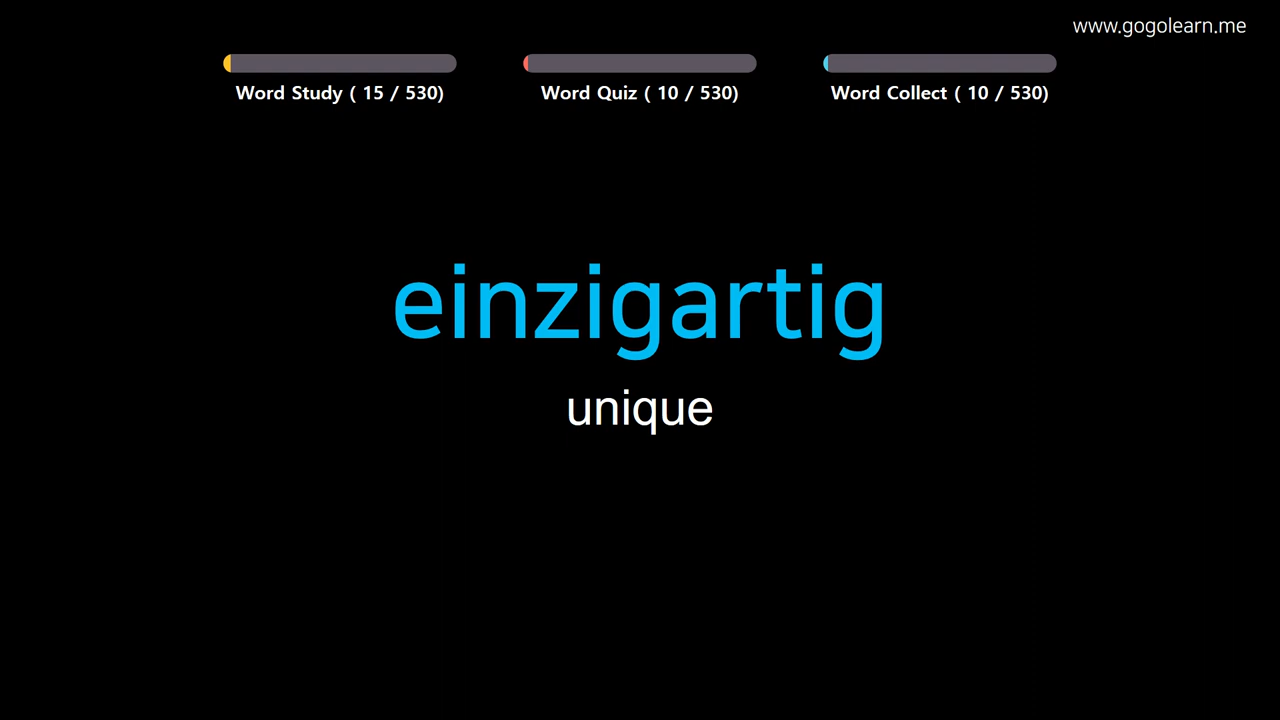 www.gogolearn.me
Word Study ( 15 / 530)
Word Quiz ( 10 / 530)
Word Collect ( 10 / 530)
einzigartig
unique